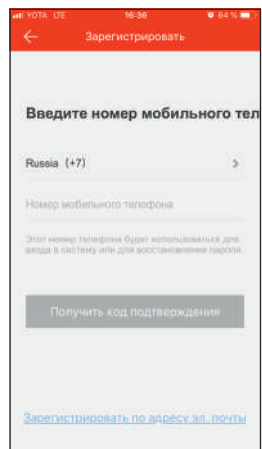 YOTA LTE 16:36 64 %
Зарегистрировать
Введите номер мобильного тел
Russia (+7) >
Номер мобильного телефона
Этот номер телефона будет использоваться для
входа в систему или для восстановления пароля.
Получить код подтверждения
Зарегистрировать по адресу эл. почты